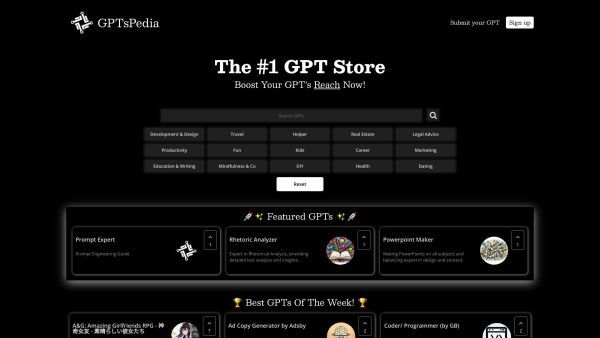 GPTsPedia
Submit your GPT
Sign up
The #1 GPT Store
Boost Your GPT's Reach Now!
Search GPTs
Development & Design
Travel
Helper
Real Estate
Legal Advice
Productivity
Fun
Kids
Career
Marketing
Education & Writing
Mindfulness & Co
DIY
Health
Dating
Reset
🚀✨ Featured GPTs ✨🚀
Prompt Expert
Prompt Engineering Guide
1
Rhetoric Analyzer
Expert in Rhetorical Analysis, providing
detailed text analysis and insights.
1
Powerpoint Maker
Making PowerPoints on all subjects and
balancing expert in design and content.
1
🏆 Best GPTs Of The Week! 🏆
A&G: Amazing Girlfriends RPG - 神
奇女友 - 素晴らしい彼女たち
7
Ad Copy Generator by Adsby
2
Coder/ Programmer (by GB)
2